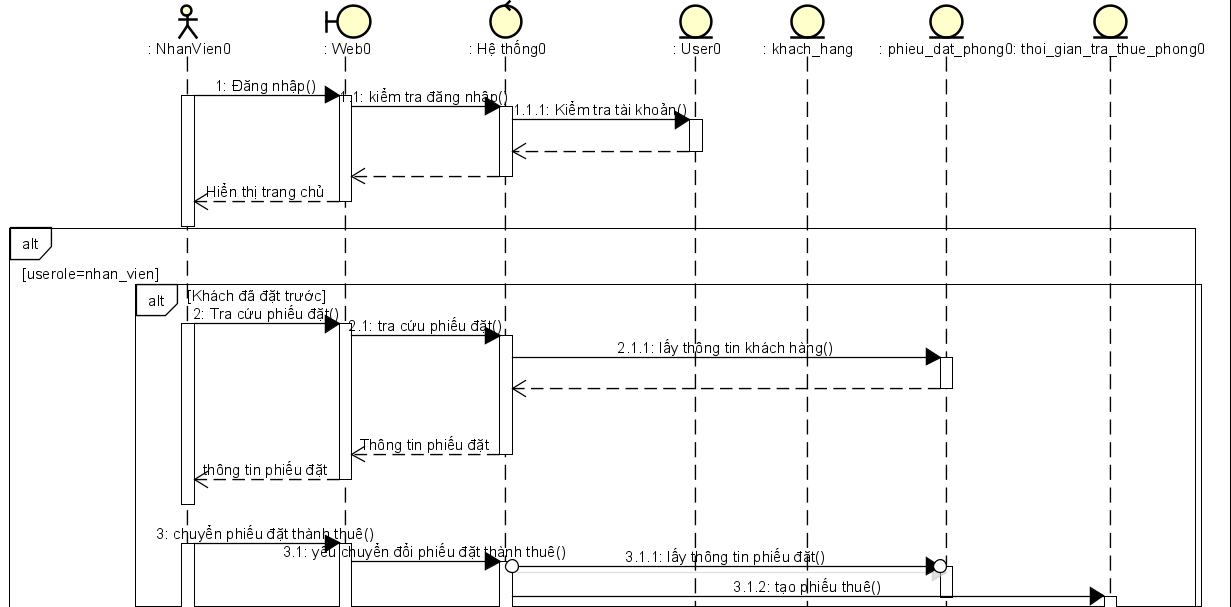 : NhanVien0
: Web0
: Hệ thống0
: User0
: khach_hang
: phieu_dat_phong0
: thoi_gian_tra_thue_phong0
1: Đăng nhập()
1.1: kiểm tra đăng nhập()
1.1.1: Kiểm tra tài khoản()
Hiển thị trang chủ
alt
[userole=nhan_vien]
alt
[Khách đã đặt trước]
2: Tra cứu phiếu đặt()
2.1: tra cứu phiếu đặt()
2.1.1: lấy thông tin khách hàng()
Thông tin phiếu đặt
thông tin phiếu đặt
3: chuyển phiếu đặt thành thuê()
3.1: yêu chuyển đổi phiếu đặt thành thuê()
3.1.1: lấy thông tin phiếu đặt()
3.1.2: tạo phiếu thuê()